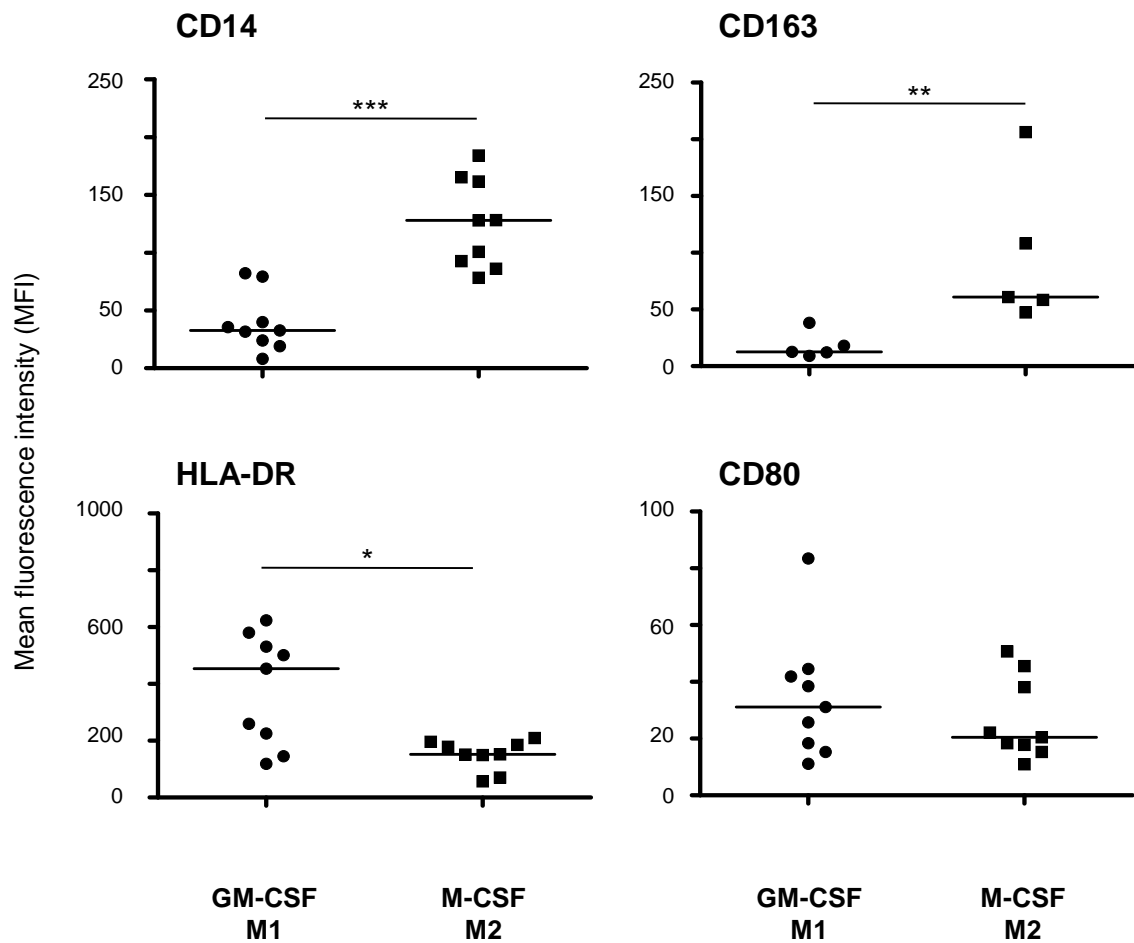 CD14
CD163
Mean fluorescence intensity (MFI)
250
150
50
0
***
250
150
50
0
**
HLA-DR
CD80
1000
600
200
0
*
100
60
20
0
GM-CSF
M1
M-CSF
M2
GM-CSF
M1
M-CSF
M2